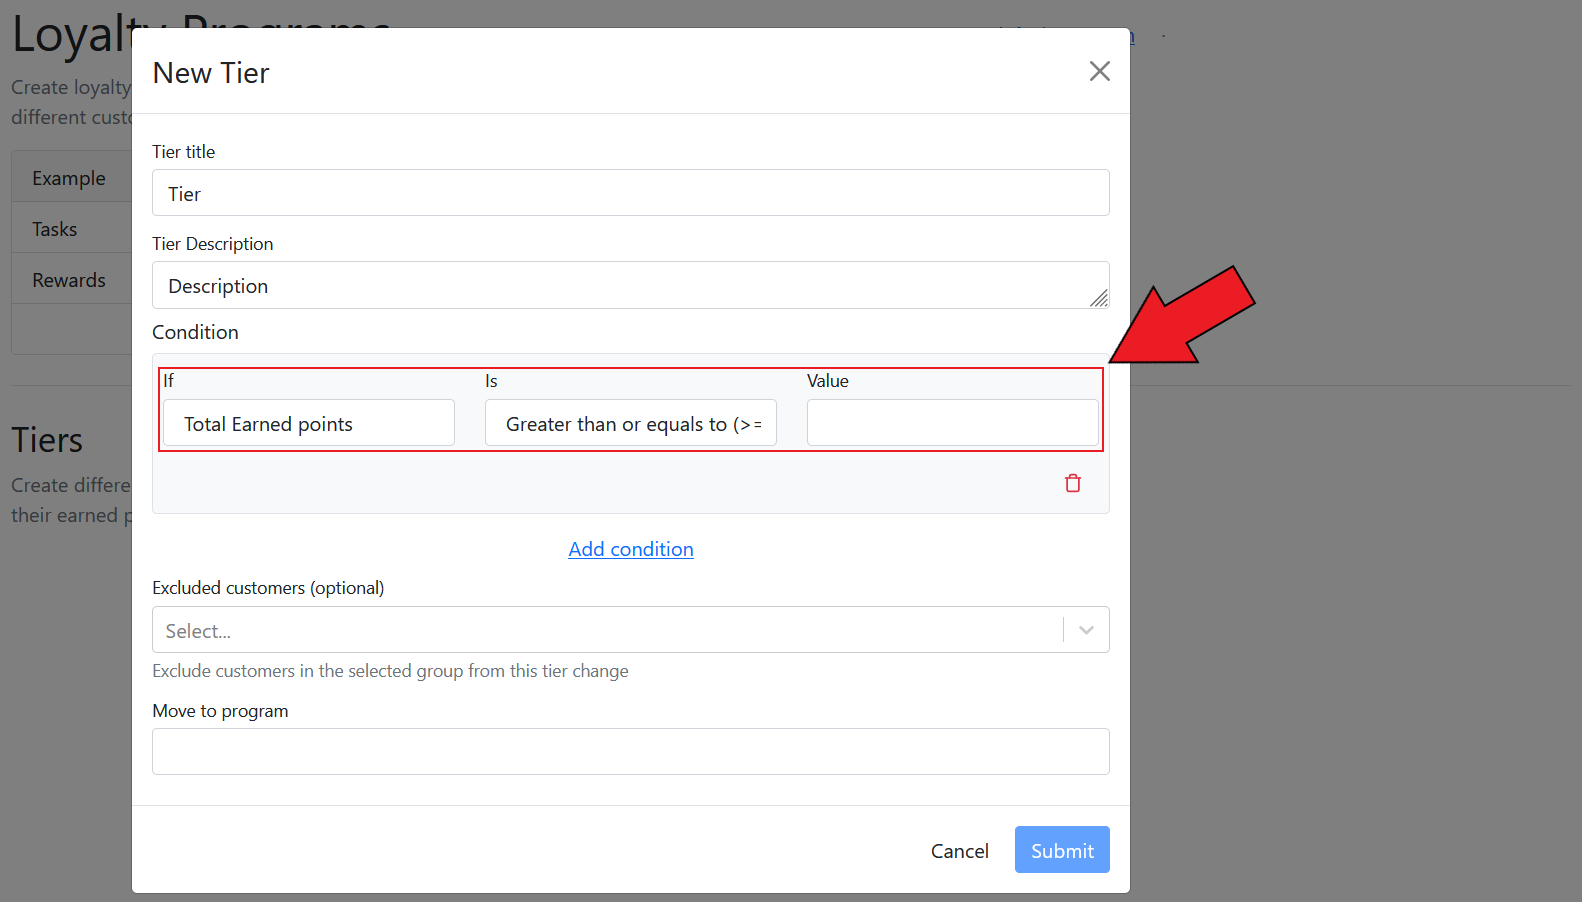 Loyalty Programs
New Tier
Create loyalty
different custo
Tier title
Example
Tier
Tasks
Tier Description
Rewards
Description
Condition
If Is Value
Total Earned points Greater than or equals to (>=
Tiers
Create differe
their earned p
Add condition
Excluded customers (optional)
Select...
Exclude customers in the selected group from this tier change
Move to program
Cancel Submit